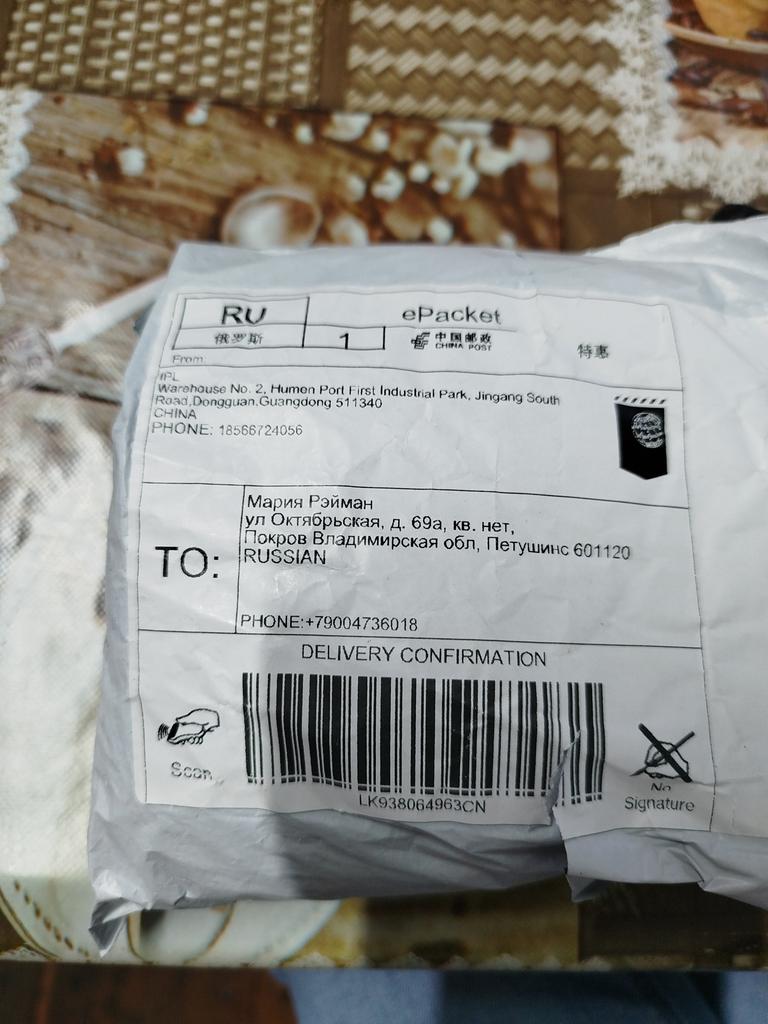 RU
ePacket
俄罗斯
1
中国邮政
CHINA POST
特惠
From:
IPL
Warehouse No. 2, Humen Port First Industrial Park, Jingang South
Road,Dongguan,Guangdong 511340
CHINA
PHONE: 18566724056
TO:
Мария Рэйман
ул Октябрьская, д. 69а, кв. нет,
Покров Владимирская обл, Петушинс 601120
RUSSIAN
PHONE:+79004736018
DELIVERY CONFIRMATION
Scan
LK938064963CN
No
Signature